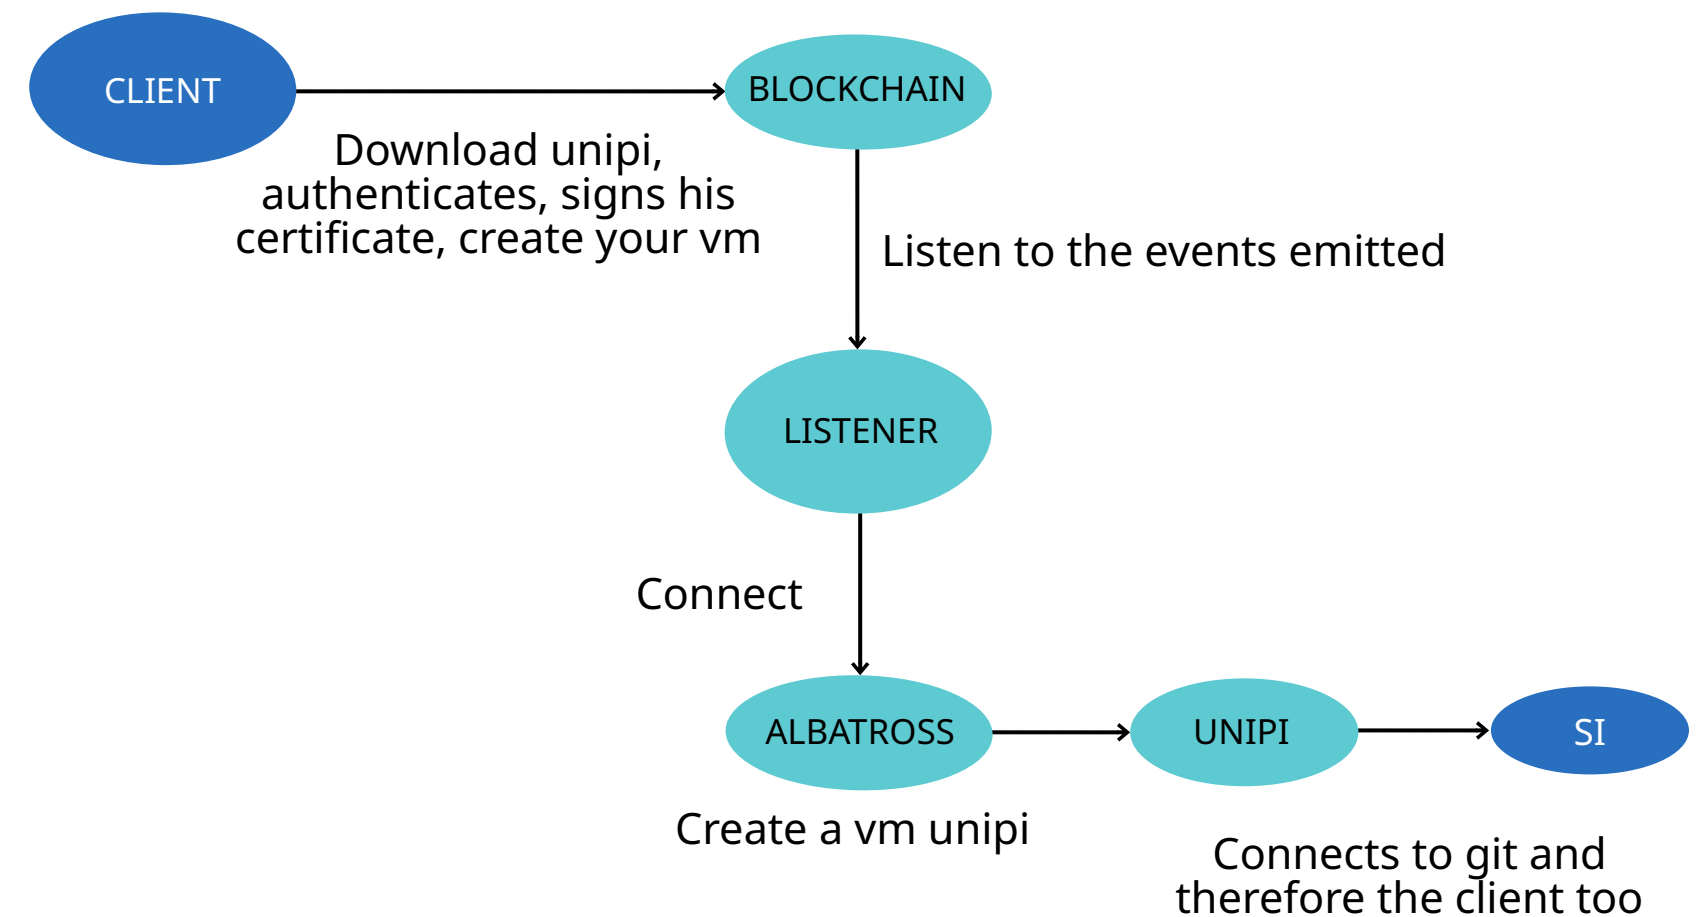 CLIENT
BLOCKCHAIN
Download unipi,
authenticates, signs his
certificate, create your vm
Listen to the events emitted
LISTENER
Connect
ALBATROSS
UNIPI
SI
Create a vm unipi
Connects to git and
therefore the client too